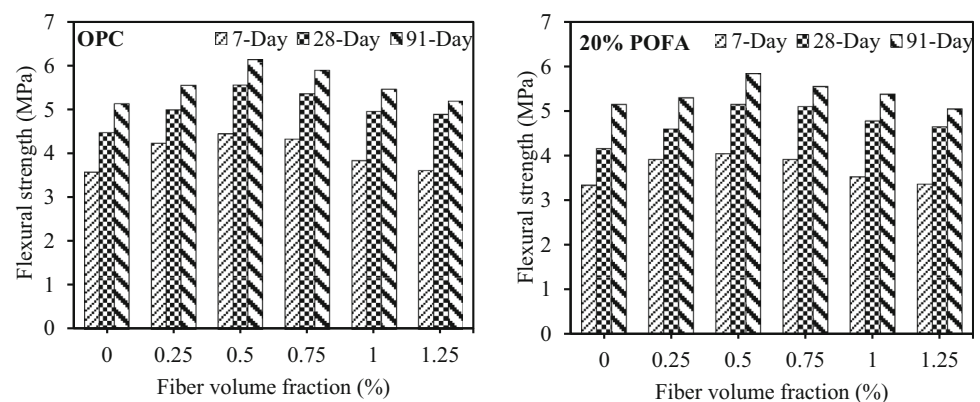 7
6
5
4
3
2
1
0
Flexural strength (MPa)
OPC 7-Day 28-Day 91-Day
0 0.25 0.5 0.75 1 1.25
Fiber volume fraction (%)
7
6
5
4
3
2
1
0
Flexural strength (MPa)
20% POFA 7-Day 28-Day 91-Day
0 0.25 0.5 0.75 1 1.25
Fiber volume fraction (%)